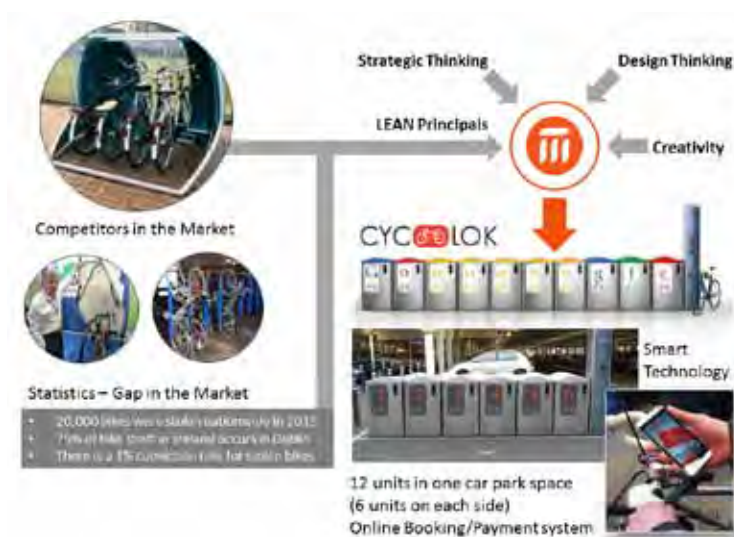 Strategic Thinking
Design Thinking
LEAN Principals
Creativity
Competitors in the Market
CYC LOK
Statistics – Gap in the Market
• 20,000 bikes were stolen nationwide in
• of bike theft in Ireland occurs in Dublin
• There is a conviction rate for stolen bikes
Smart
Technology
12 units in one car park space
(6 units on each side)
Online Booking/Payment system